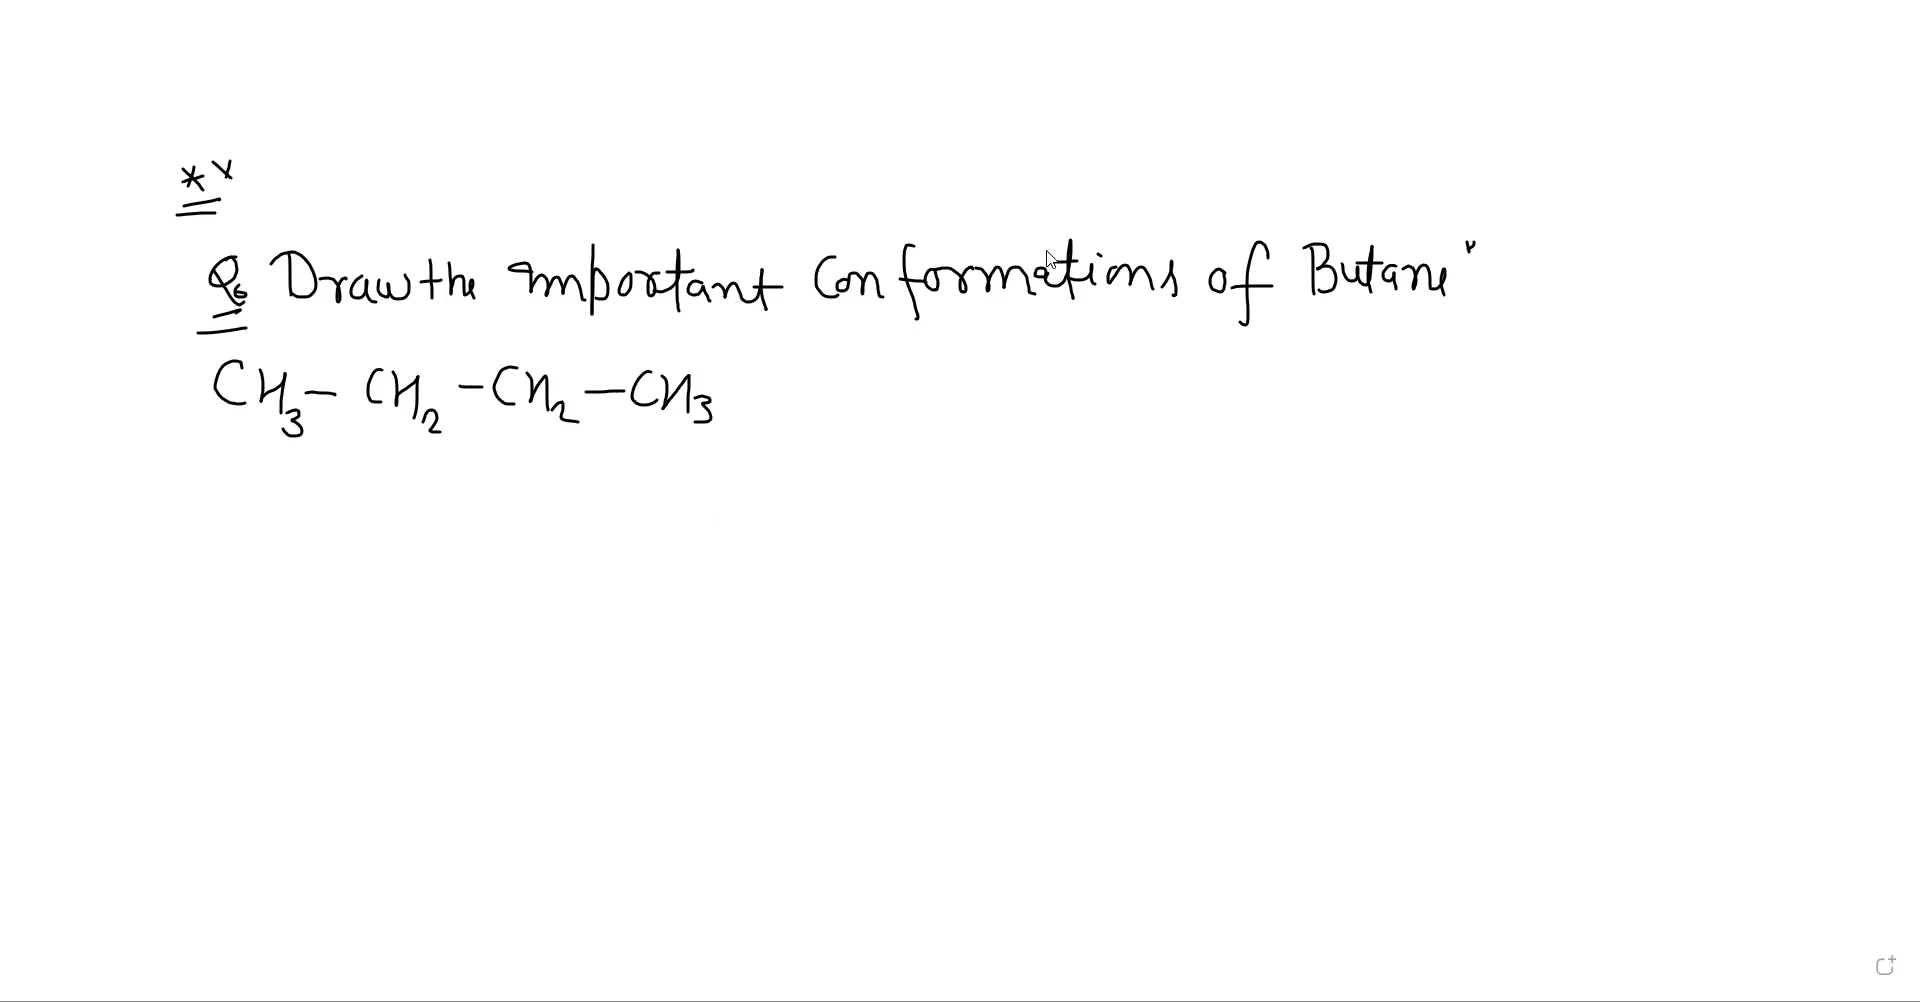 **
Q Draw the Important Conformations of Butane"
CH₃ - CH₂ - CH₂ - CH₃